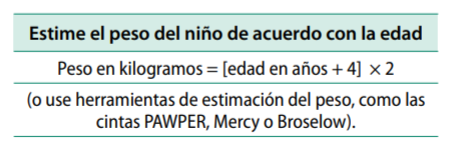 Estime el peso del niño de acuerdo con la edad
Peso en kilogramos = [edad en años + 4] × 2
(o use herramientas de estimación del peso, como las
cintas PAWPER, Mercy o Broselow).